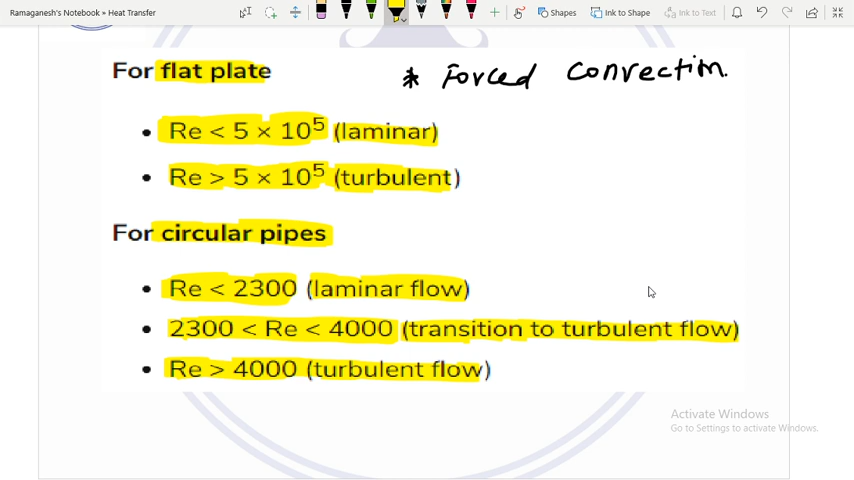 Ramaganesh's Notebook » Heat Transfer
Shapes
Ink to Shape
Ink to Text
For flat plate
* Forced Convection.
• Re < 5 × 10⁵ (laminar)
• Re > 5 × 10⁵ (turbulent)
For circular pipes
• Re < 2300 (laminar flow)
• 2300 < Re < 4000 (transition to turbulent flow)
• Re > 4000 (turbulent flow)
Activate Windows
Go to Settings to activate Windows.